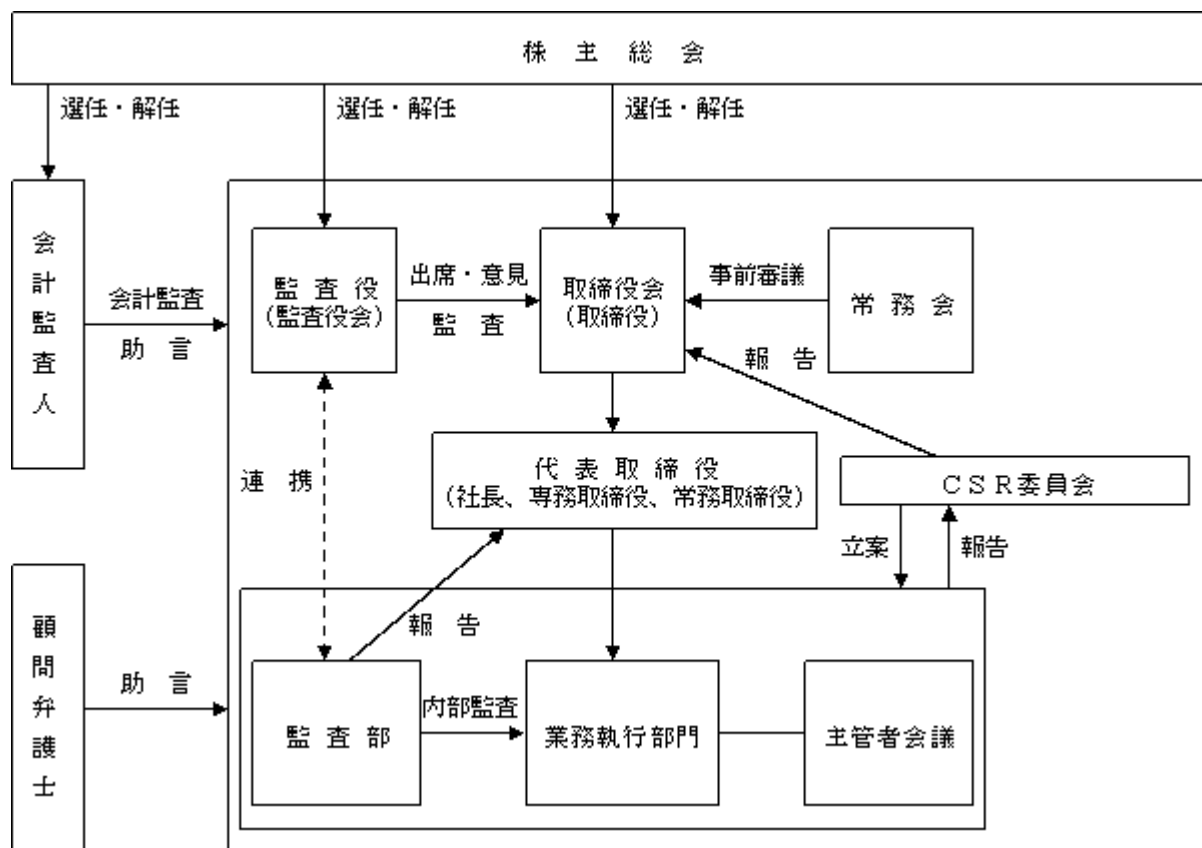 株主総会
選任・解任
選任・解任
選任・解任
会計監査人
会計監査
助言
監査役
(監査役会)
出席・意見
監査
取締役会
(取締役)
事前審議
常務会
報告
連携
代表取締役
(社長、専務取締役、常務取締役)
CSR委員会
立案
報告
顧問弁護士
助言
報告
監査部
内部監査
業務執行部門
主管者会議